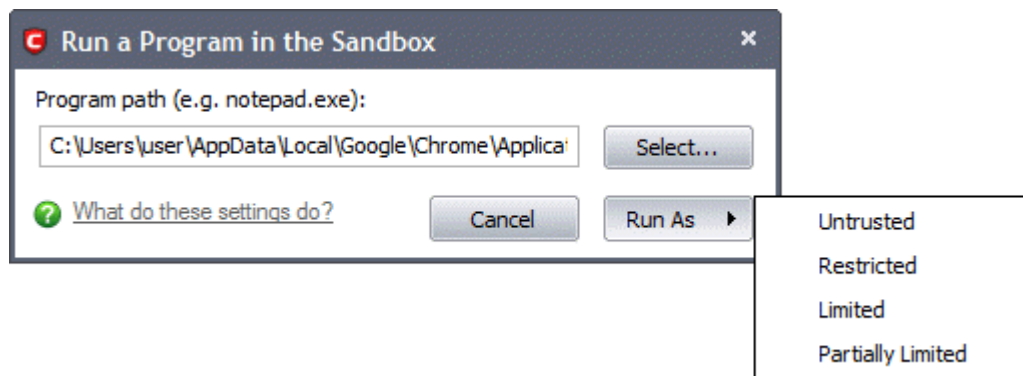 Run a Program in the Sandbox
Program path (e.g. notepad.exe):
C:\Users\user\AppData\Local\Google\Chrome\Applicat
Select...
What do these settings do?
Cancel
Run As
Untrusted
Restricted
Limited
Partially Limited